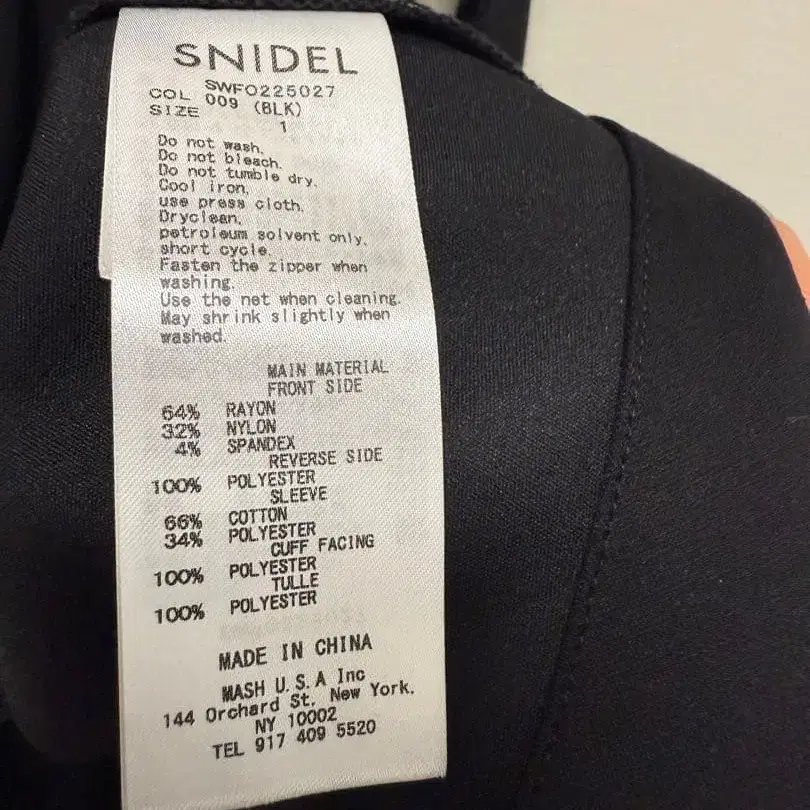 SNIDEL
SWFO225027
COL 009 (BLK)
SIZE 1
Do not wash.
Do not bleach.
Do not tumble dry.
Cool iron,
use press cloth.
Dryclean,
petroleum solvent only,
short cycle.
Fasten the zipper when
washing.
Use the net when cleaning.
May shrink slightly when
washed.
MAIN MATERIAL
FRONT SIDE
64% RAYON
32% NYLON
4% SPANDEX
REVERSE SIDE
100% POLYESTER
SLEEVE
66% COTTON
34% POLYESTER
CUFF FACING
100% POLYESTER
TULLE
100% POLYESTER
MADE IN CHINA
MASH U.S.A Inc
144 Orchard St, New York.
NY 10002
TEL 917 409 5520